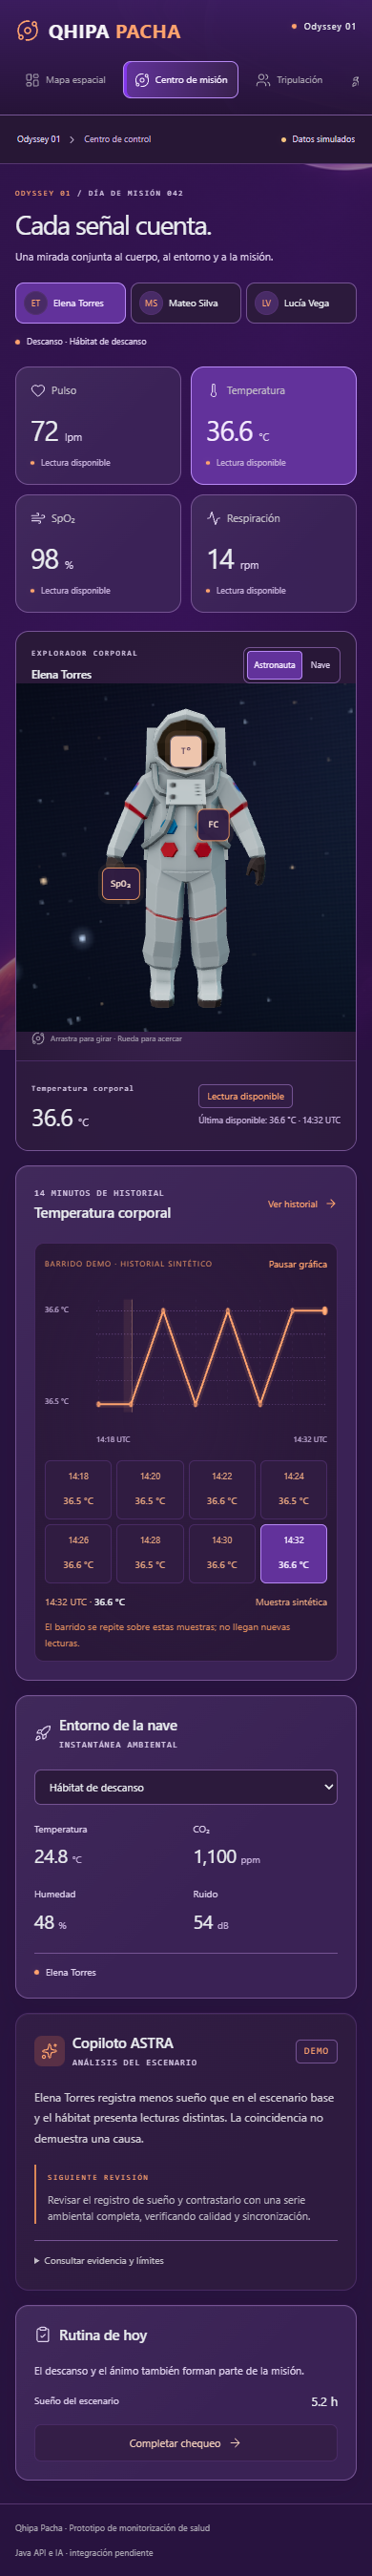 QHIPA PACHA
Odyssey 01
Mapa espacial
Centro de misión
Tripulación
Odyssey 01 > Centro de control
Datos simulados
ODYSSEY 01 / DÍA DE MISIÓN 042
Cada señal cuenta.
Una mirada conjunta al cuerpo, al entorno y a la misión.
ET Elena Torres
MS Mateo Silva
LV Lucía Vega
Descanso · Hábitat de descanso
Pulso
72 lpm
Lectura disponible
Temperatura
36.6 °C
Lectura disponible
SpO₂
98 %
Lectura disponible
Respiración
14 rpm
Lectura disponible
EXPLORADOR CORPORAL
Elena Torres
Astronauta
Nave
T°
FC
SpO₂
Arrastra para girar · Rueda para acercar
Temperatura corporal
36.6 °C
Lectura disponible
Última disponible: 36.6 °C · 14:32 UTC
14 MINUTOS DE HISTORIAL
Temperatura corporal
Ver historial →
BARRIDO DEMO · HISTORIAL SINTÉTICO
Pausar gráfica
36.6 °C
36.5 °C
14:18 UTC
14:32 UTC
14:18
36.5 °C
14:20
36.5 °C
14:22
36.6 °C
14:24
36.5 °C
14:26
36.6 °C
14:28
36.5 °C
14:30
36.6 °C
14:32
36.6 °C
14:32 UTC · 36.6 °C
Muestra sintética
El barrido se repite sobre estas muestras; no llegan nuevas
lecturas.
Entorno de la nave
INSTANTÁNEA AMBIENTAL
Hábitat de descanso
Temperatura
24.8 °C
CO₂
1,100 ppm
Humedad
48 %
Ruido
54 dB
Elena Torres
Copiloto ASTRA
ANÁLISIS DEL ESCENARIO
DEMO
Elena Torres registra menos sueño que en el escenario base
y el hábitat presenta lecturas distintas. La coincidencia no
demuestra una causa.
SIGUIENTE REVISIÓN
Revisar el registro de sueño y contrastarlo con una serie
ambiental completa, verificando calidad y sincronización.
Consultar evidencia y límites
Rutina de hoy
El descanso y el ánimo también forman parte de la misión.
Sueño del escenario
5.2 h
Completar chequeo →
Qhipa Pacha · Prototipo de monitorización de salud
Java API e IA · integración pendiente